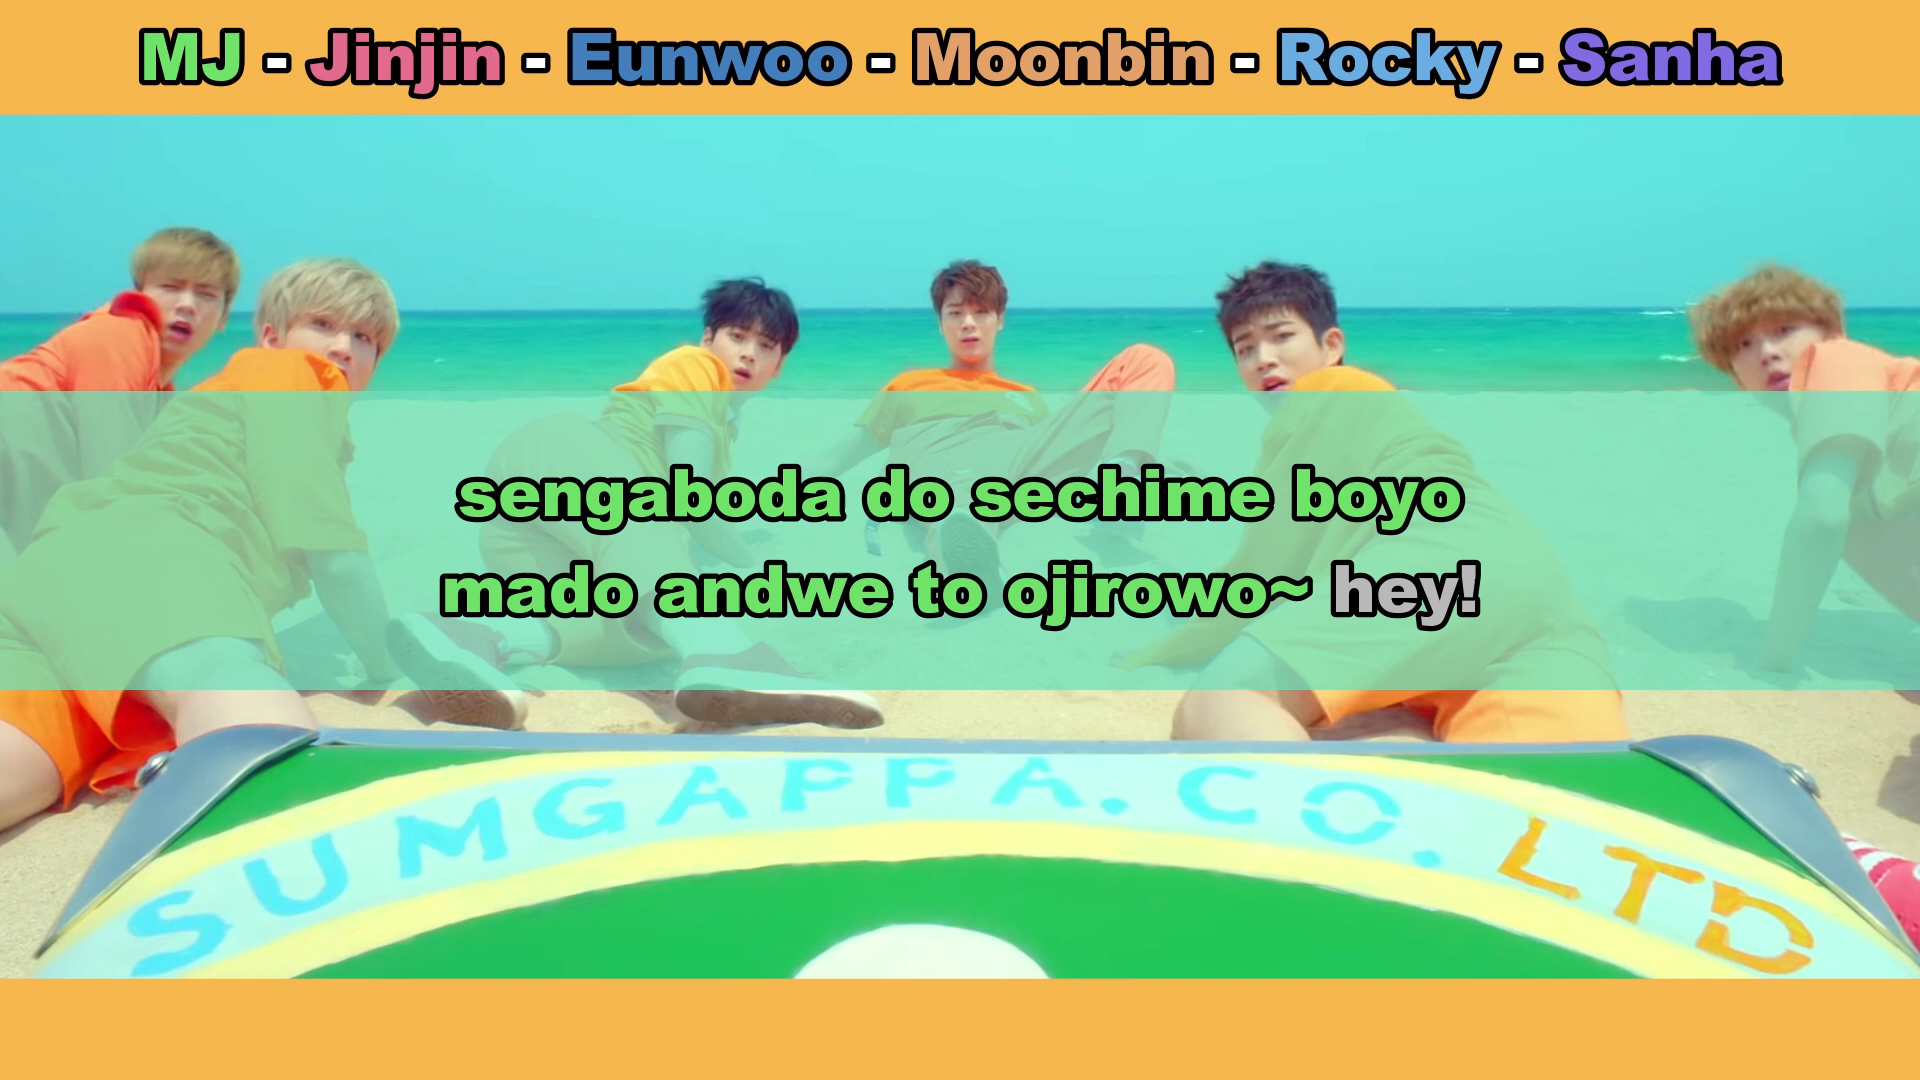 MJ - Jinjin - Eunwoo - Moonbin - Rocky - Sanha
sengaboda do sechime boyo
mado andwe to ojirowo~ hey!
SUMGAPPA.CO.LTD